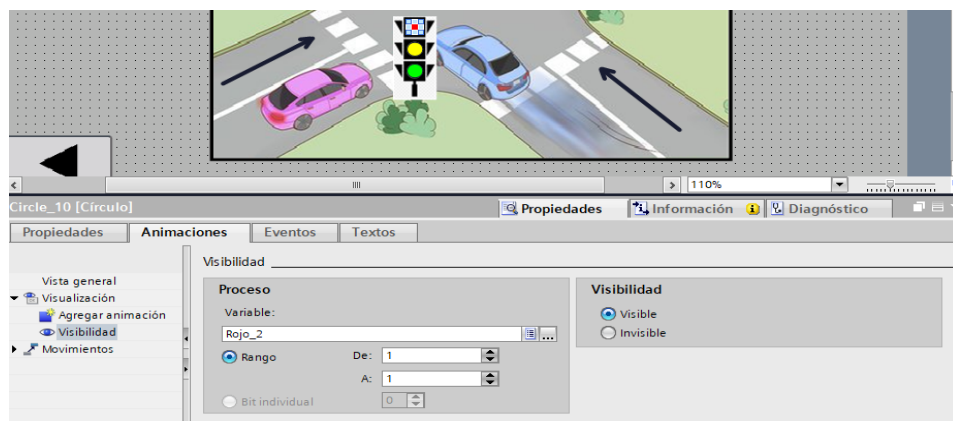 110%
Circle_10 [Círculo]
Propiedades
Información
Diagnóstico
Propiedades
Animaciones
Eventos
Textos
Visibilidad
Vista general
Visualización
Agregar animación
Visibilidad
Movimientos
Proceso
Variable:
Rojo_2
...
Rango
De: 1
A: 1
Bit individual
0
Visibilidad
Visible
Invisible